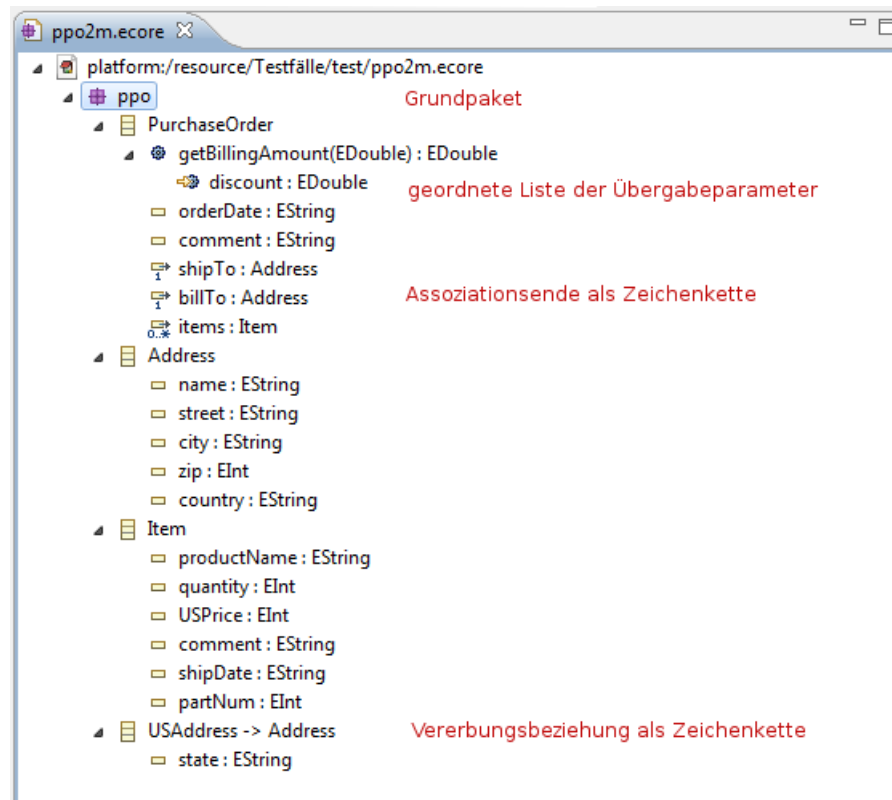 ppo2m.ecore
platform:/resource/Testfälle/test/ppo2m.ecore
ppo Grundpaket
PurchaseOrder
getBillingAmount(EDouble) : EDouble
discount : EDouble geordnete Liste der Übergabeparameter
orderDate : EString
comment : EString
1 shipTo : Address
1 billTo : Address Assoziationsende als Zeichenkette
0..* items : Item
Address
name : EString
street : EString
city : EString
zip : EInt
country : EString
Item
productName : EString
quantity : EInt
USPrice : EInt
comment : EString
shipDate : EString
partNum : EInt
USAddress -> Address Vererbungsbeziehung als Zeichenkette
state : EString